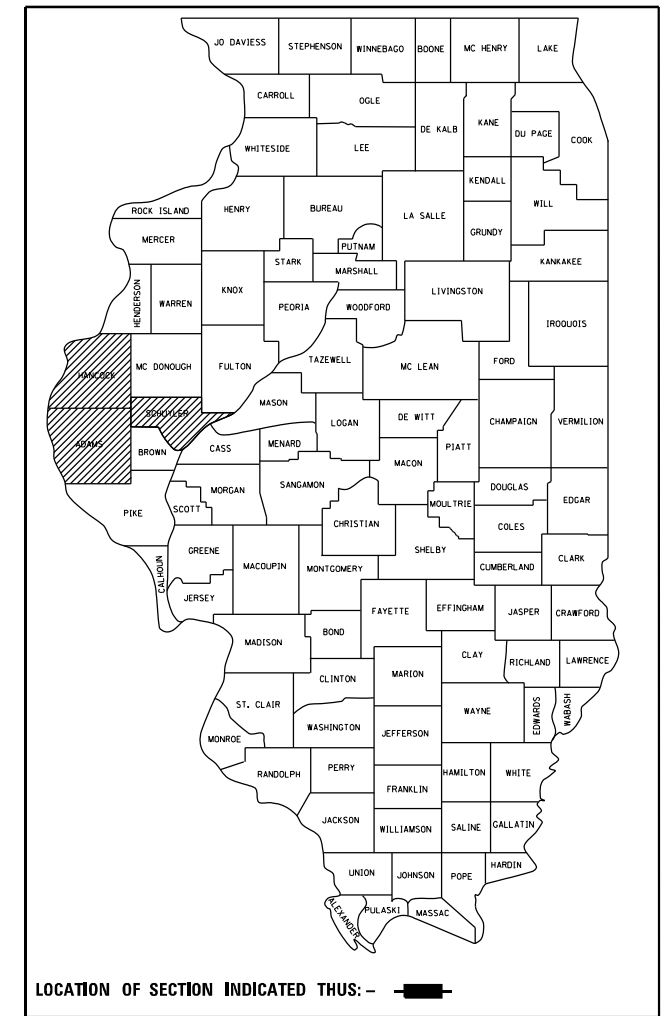 JO DAVIESS STEPHENSON WINNEBAGO BOONE MC HENRY LAKE
CARROLL OGLE DE KALB KANE DU PAGE COOK
WHITESIDE LEE
KENDALL WILL
ROCK ISLAND HENRY BUREAU LA SALLE GRUNDY
MERCER PUTNAM
STARK MARSHALL KANKAKEE
HENDERSON WARREN KNOX PEORIA WOODFORD LIVINGSTON IROQUOIS
HANCOCK MC DONOUGH FULTON TAZEWELL MC LEAN FORD
SCHUYLER MASON LOGAN DE WITT CHAMPAIGN VERMILION
ADAMS BROWN CASS MENARD MACON PIATT
PIKE SCOTT MORGAN SANGAMON CHRISTIAN MOULTRIE DOUGLAS EDGAR
COLES
CALHOUN GREENE MACOUPIN MONTGOMERY SHELBY CUMBERLAND CLARK
JERSEY FAYETTE EFFINGHAM JASPER CRAWFORD
MADISON BOND CLAY RICHLAND LAWRENCE
CLINTON MARION
ST. CLAIR WASHINGTON JEFFERSON WAYNE EDWARDS WABASH
MONROE
RANDOLPH PERRY FRANKLIN HAMILTON WHITE
JACKSON WILLIAMSON SALINE GALLATIN
UNION JOHNSON POPE HARDIN
ALEXANDER PULASKI MASSAC
LOCATION OF SECTION INDICATED THUS: -